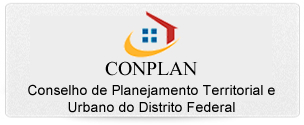 CONPLAN
Conselho de Planejamento Territorial e
Urbano do Distrito Federal